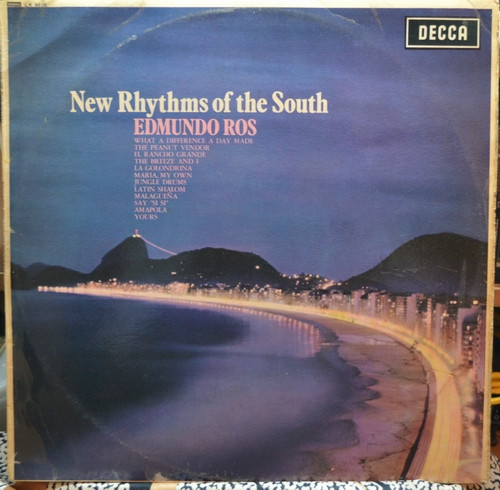 DECCA
New Rhythms of the South
EDMUNDO ROS
WHAT A DIFFERENCE A DAY MADE
THE PEANUT VENDOR
EL RANCHO GRANDE
THE BREEZE AND I
LA GOLONDRINA
MARIA, MY OWN
JUNGLE DRUMS
LATIN SHALOM
MALAGUEÑA
SAY "SI SI"
AMAPOLA
YOURS